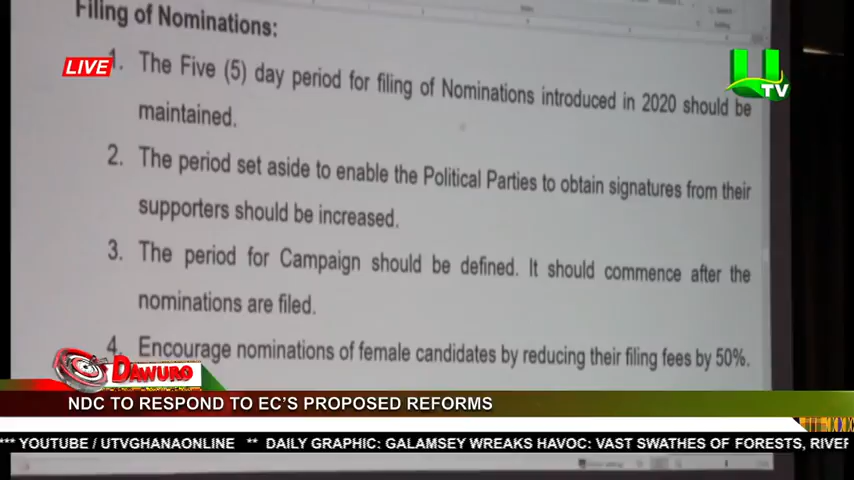 Filing of Nominations:
1. The Five (5) day period for filing of Nominations introduced in 2020 should be
maintained.
2. The period set aside to enable the Political Parties to obtain signatures from their
supporters should be increased.
3. The period for Campaign should be defined. It should commence after the
nominations are filed.
4. Encourage nominations of female candidates by reducing their filing fees by 50%.
LIVE
U
TV
DAWURO
NDC TO RESPOND TO EC'S PROPOSED REFORMS
*** YOUTUBE / UTVGHANAONLINE ** DAILY GRAPHIC: GALAMSEY WREAKS HAVOC: VAST SWATHES OF FORESTS, RIVER